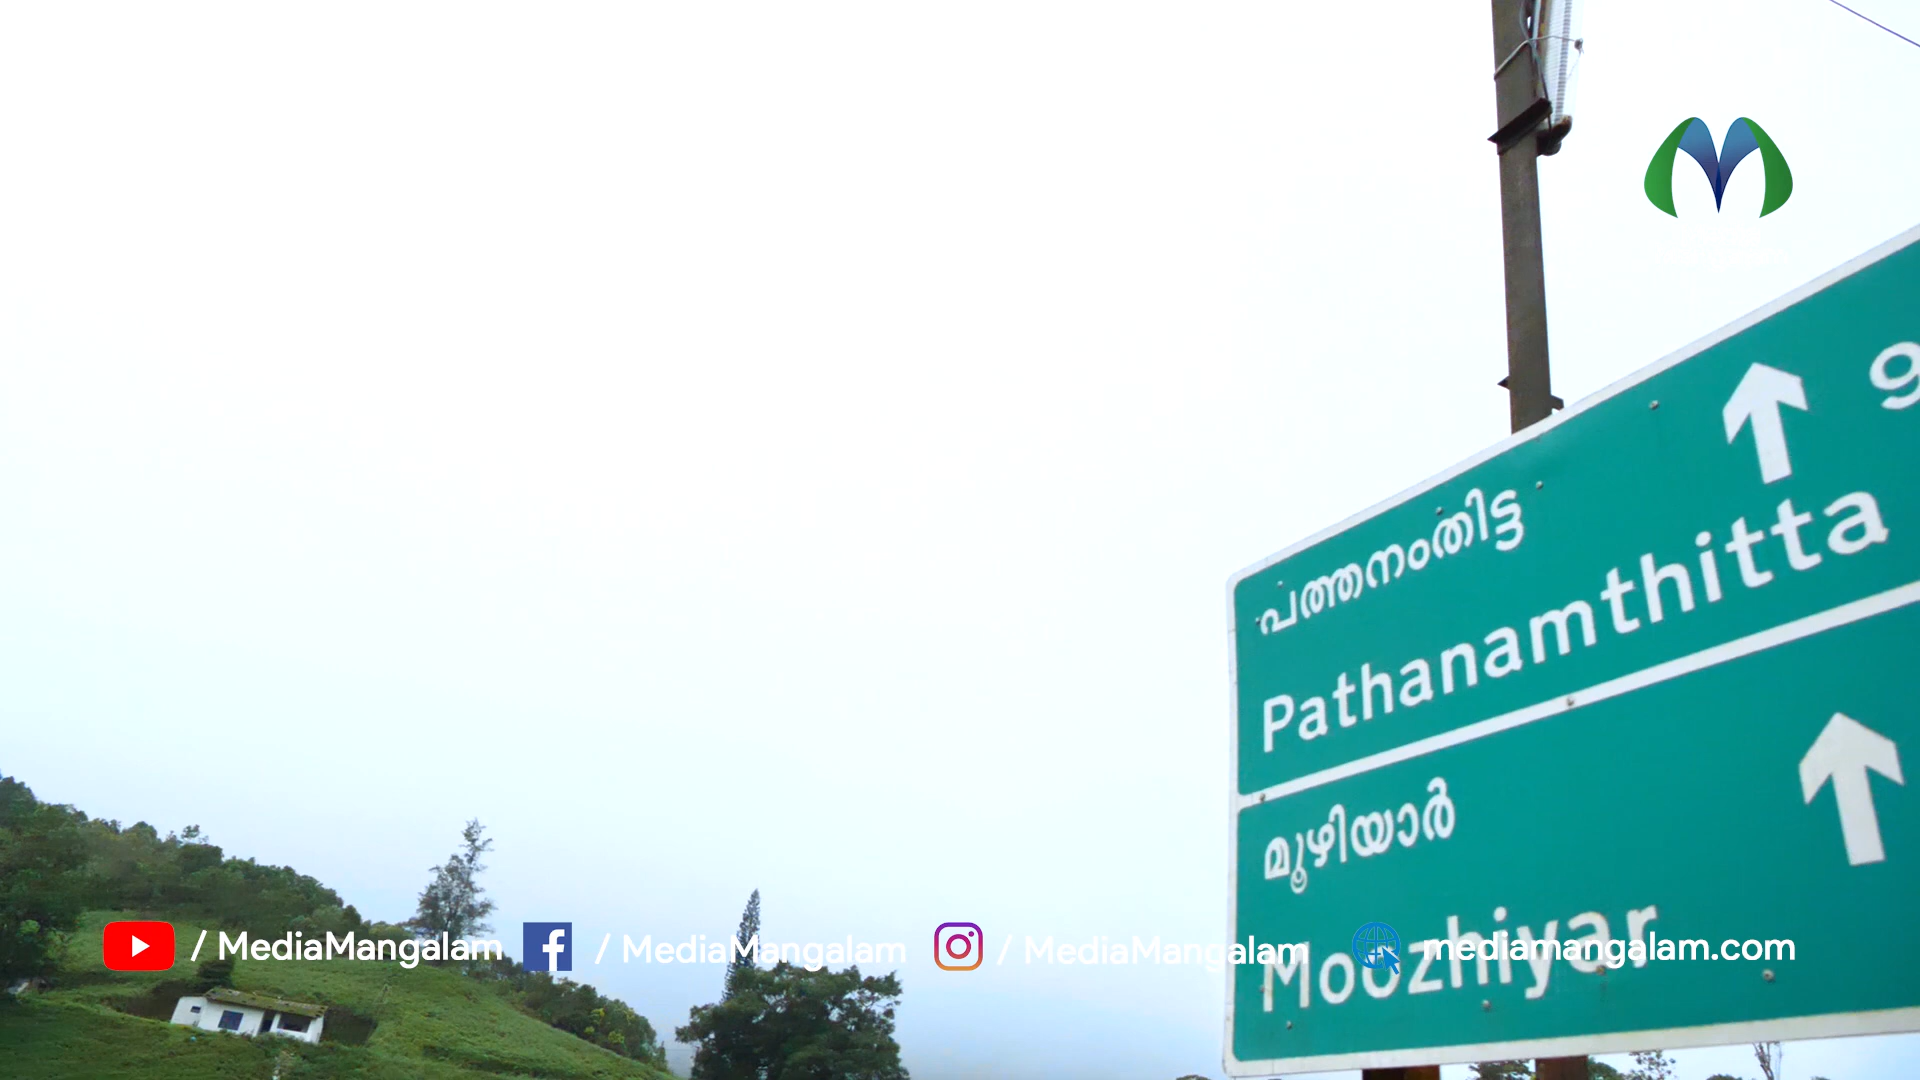 പത്തനംതിട്ട
Pathanamthitta
മൂഴിയാർ
Moozhiyar
/ MediaMangalam
/ MediaMangalam
/ MediaMangalam
mediamangalam.com